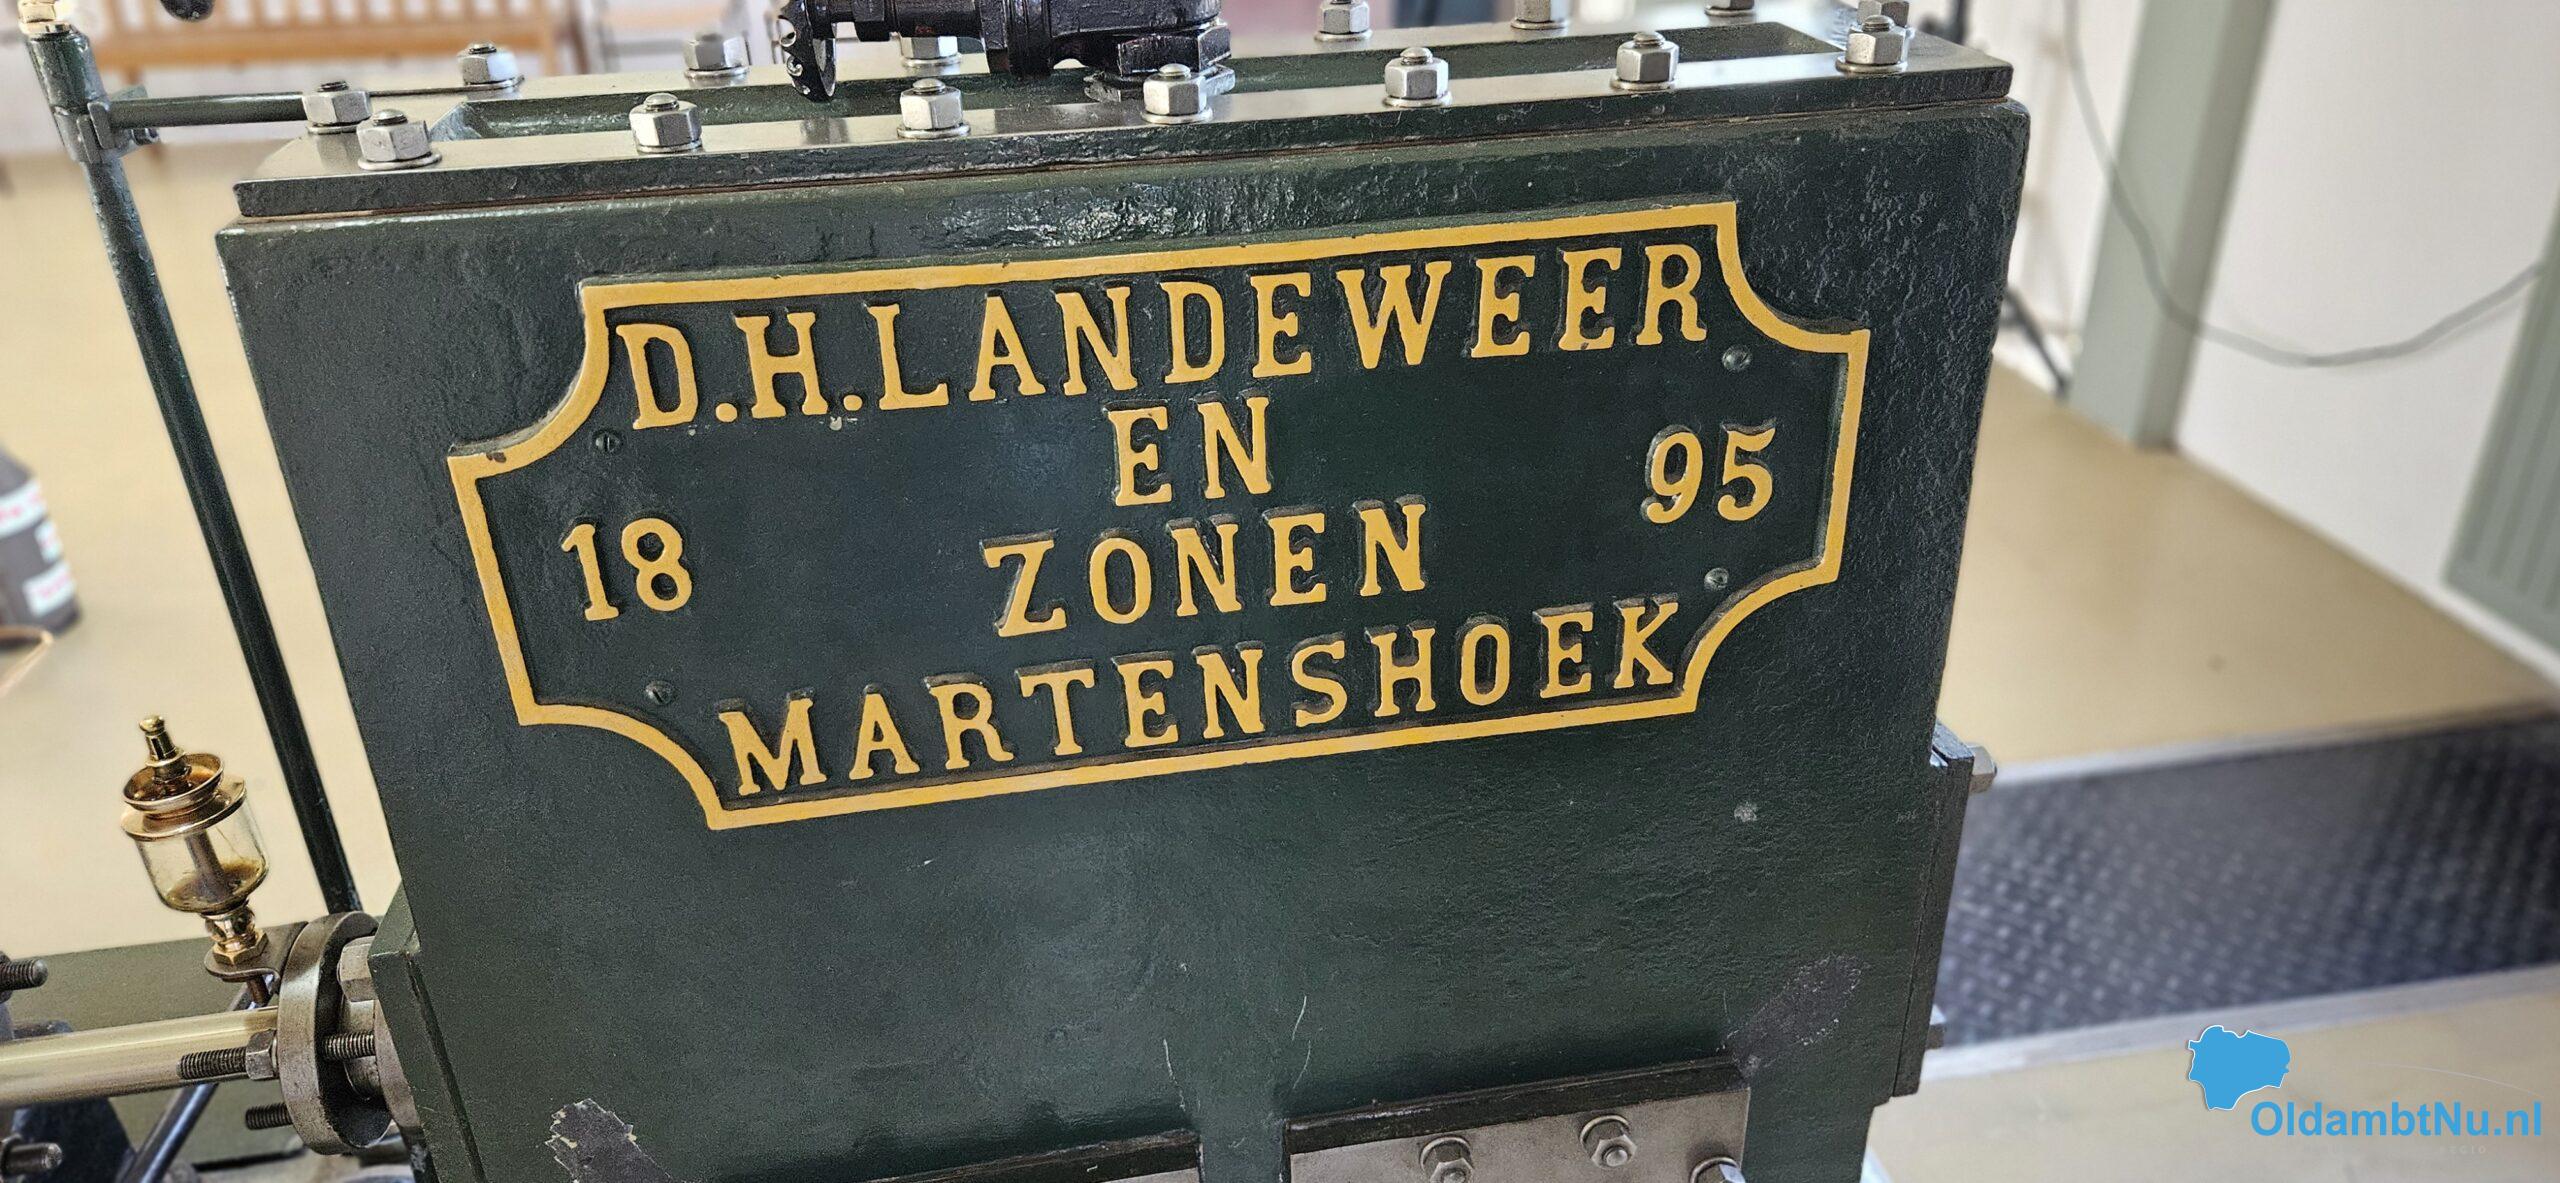 D.H.LANDEWEER
EN
ZONEN
18 95
MARTENSHOEK
OldambtNu.nl